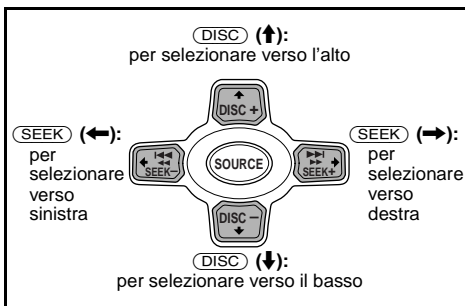 DISC (↑):
per selezionare verso l'alto
DISC +
SEEK (←):
per
selezionare
verso
sinistra
SEEK−
SOURCE
SEEK+
SEEK (→):
per
selezionare
verso
destra
DISC −
DISC (↓):
per selezionare verso il basso